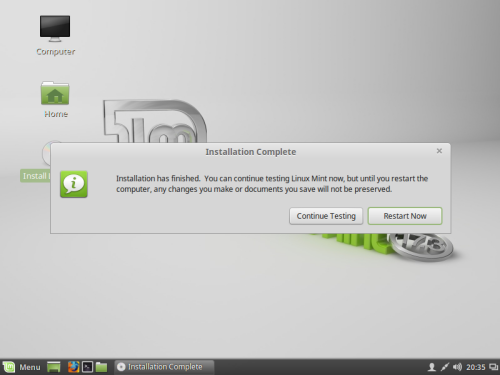 Computer
Home
Install
Installation Complete
Installation has finished. You can continue testing Linux Mint now, but until you restart the
computer, any changes you make or documents you save will not be preserved.
Continue Testing
Restart Now
17.3
Menu
Installation Complete
20:35